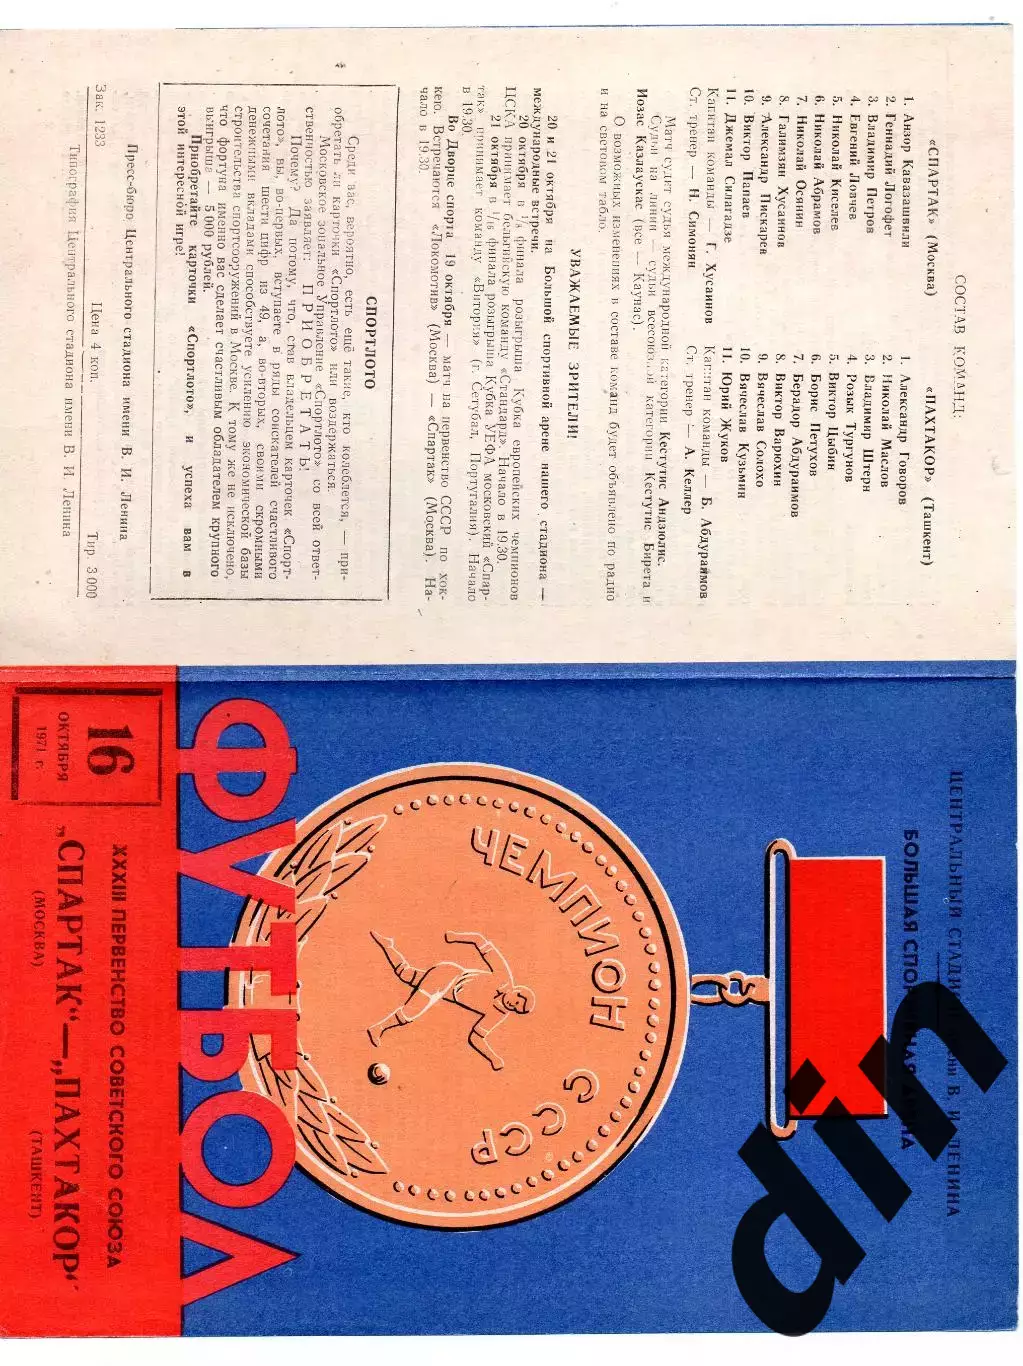 СОСТАВ КОМАНД:
«СПАРТАК» (Москва)
1. Анзор Кавазашвили
2. Геннадий Логофет
3. Владимир Петров
4. Евгений Ловчев
5. Николай Киселев
6. Николай Абрамов
7. Николай Осянин
8. Галимзян Хусаинов
9. Александр Пискарев
10. Виктор Папаев
11. Джемал Силагадзе
Капитан команды — Г. Хусаинов
Ст. тренер — Н. Симонян
«ПАХТАКОР» (Ташкент)
1. Александр Говоров
2. Николай Маслов
3. Владимир Штерн
4. Розык Тургунов
5. Виктор Цыбин
6. Борис Петухов
7. Берадор Абдураимов
8. Виктор Варюхин
9. Вячеслав Солохо
10. Вячеслав Кузьмин
11. Юрий Жуков
Капитан команды — Б. Абдураимов
Ст. тренер — А. Келлер
Матч судит судья международной категории Кестутис Андзюлис.
Судьи на линии — судьи всесоюзной категории Кестутис Бирета и
Иозас Казлаускас (все — Каунас).
О возможных изменениях в составе команд будет объявлено по радио
и на световом табло.
УВАЖАЕМЫЕ ЗРИТЕЛИ!
20 и 21 октября на Большой спортивной арене нашего стадиона —
международные встречи.
20 октября в 1/8 финала розыгрыша Кубка европейских чемпионов
ЦСКА принимает бельгийскую команду «Стандард». Начало в 19.30.
21 октября в 1/16 финала розыгрыша Кубка УЕФА московский «Спар-
так» принимает команду «Витория» (г. Сетубал, Португалия). Начало
в 19.30.
Во Дворце спорта 19 октября — матч на первенство СССР по хок-
кею. Встречаются «Локомотив» (Москва) — «Спартак» (Москва). На-
чало в 19.30.
СПОРТЛОТО
Среди вас, вероятно, есть ещё такие, кто колеблется, — при-
обретать ли карточки «Спортлото» или воздержаться.
Московское зональное Управление «Спортлото» со всей ответ-
ственностью заявляет: ПРИОБРЕТАТЬ!
Почему? Да потому, что, став владельцем карточек «Спорт-
лото», вы, во-первых, вступаете в ряды соискателей счастливого
сочетания шести цифр из 49, а, во-вторых, своими скромными
денежными вкладами способствуете усилению экономической базы
строительства спортсооружений в Москве. К тому же не исключено,
что фортуна именно вас сделает счастливым обладателем крупного
выигрыша — 5 000 рублей.
Приобретайте карточки «Спортлото», и успеха вам в
этой интересной игре!
Пресс-бюро Центрального стадиона имени В. И. Ленина
Зак. 1233 Цена 4 коп. Тир. 3 000
Типография Центрального стадиона имени В. И. Ленина
ЦЕНТРАЛЬНЫЙ СТАДИОН В. И. ЛЕНИНА
БОЛЬШАЯ
ЧЕМПИОН СССР
ФУТБОЛ
16
ОКТЯБРЯ
1971 г.
XXXIII ПЕРВЕНСТВО СОВЕТСКОГО СОЮЗА
„СПАРТАК“—„ПАХТАКОР“
(МОСКВА) (ТАШКЕНТ)
dim